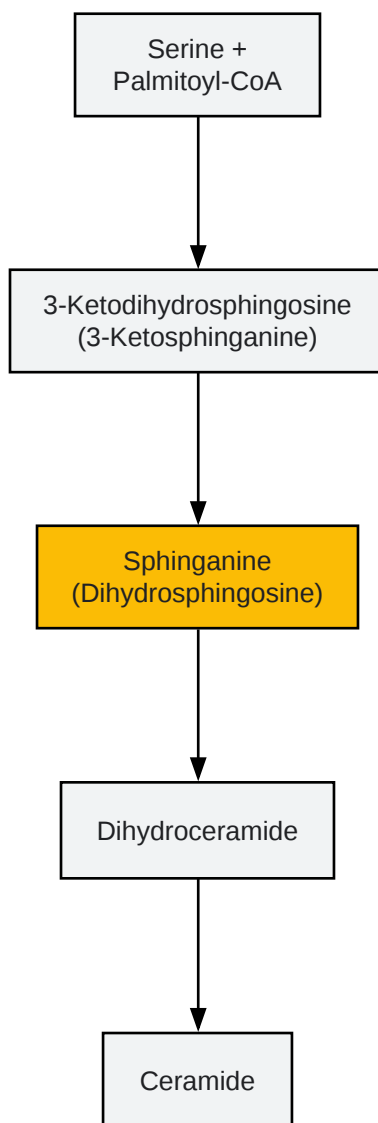 Serine +
Palmitoyl-CoA
3-Ketodihydrosphingosine
(3-Ketosphinganine)
Sphinganine
(Dihydrosphingosine)
Dihydroceramide
Ceramide